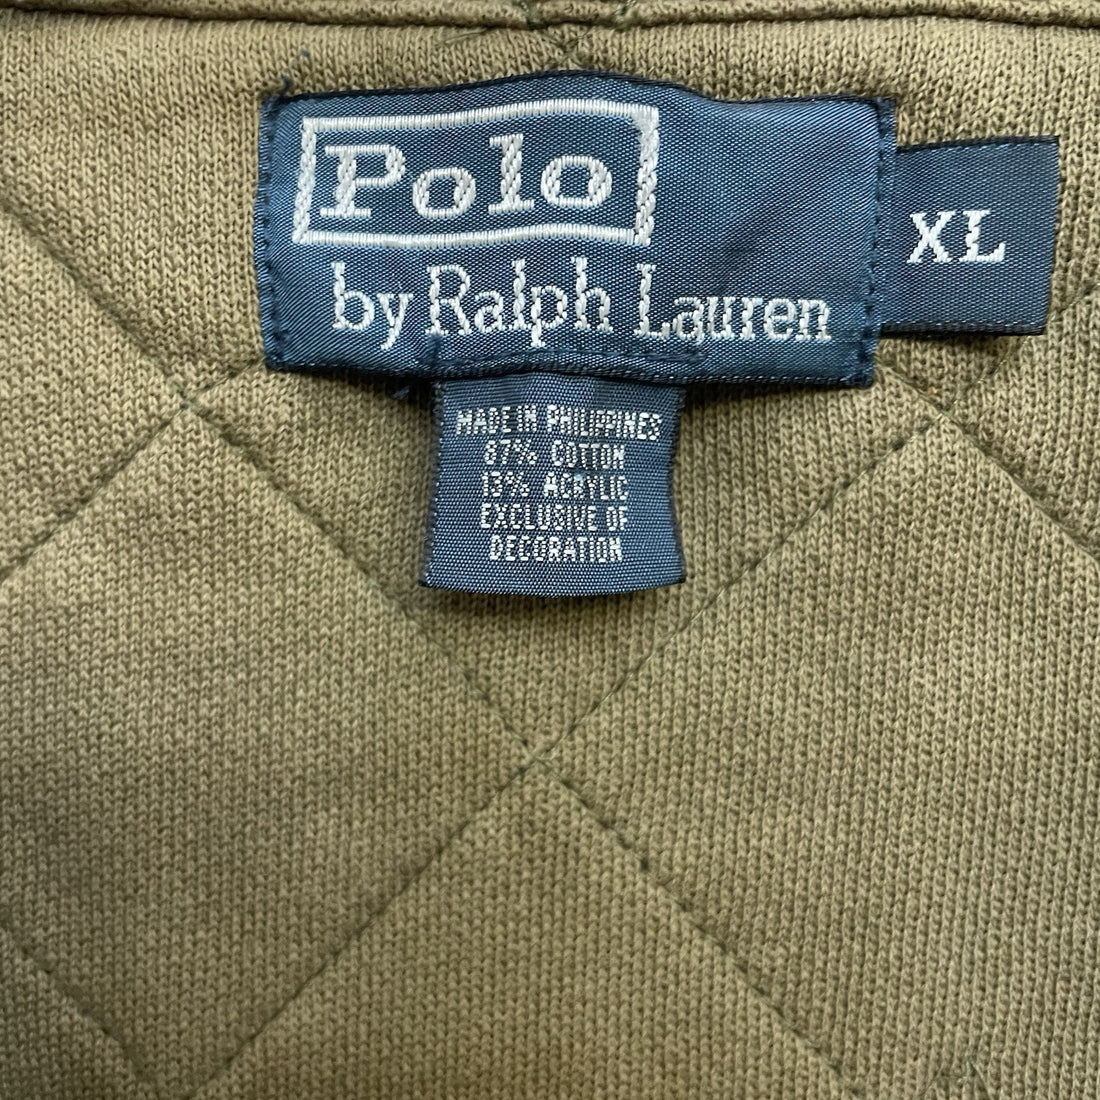 Polo
by Ralph Lauren
XL
MADE IN PHILIPPINES
87% COTTON
13% ACRYLIC
EXCLUSIVE OF
DECORATION